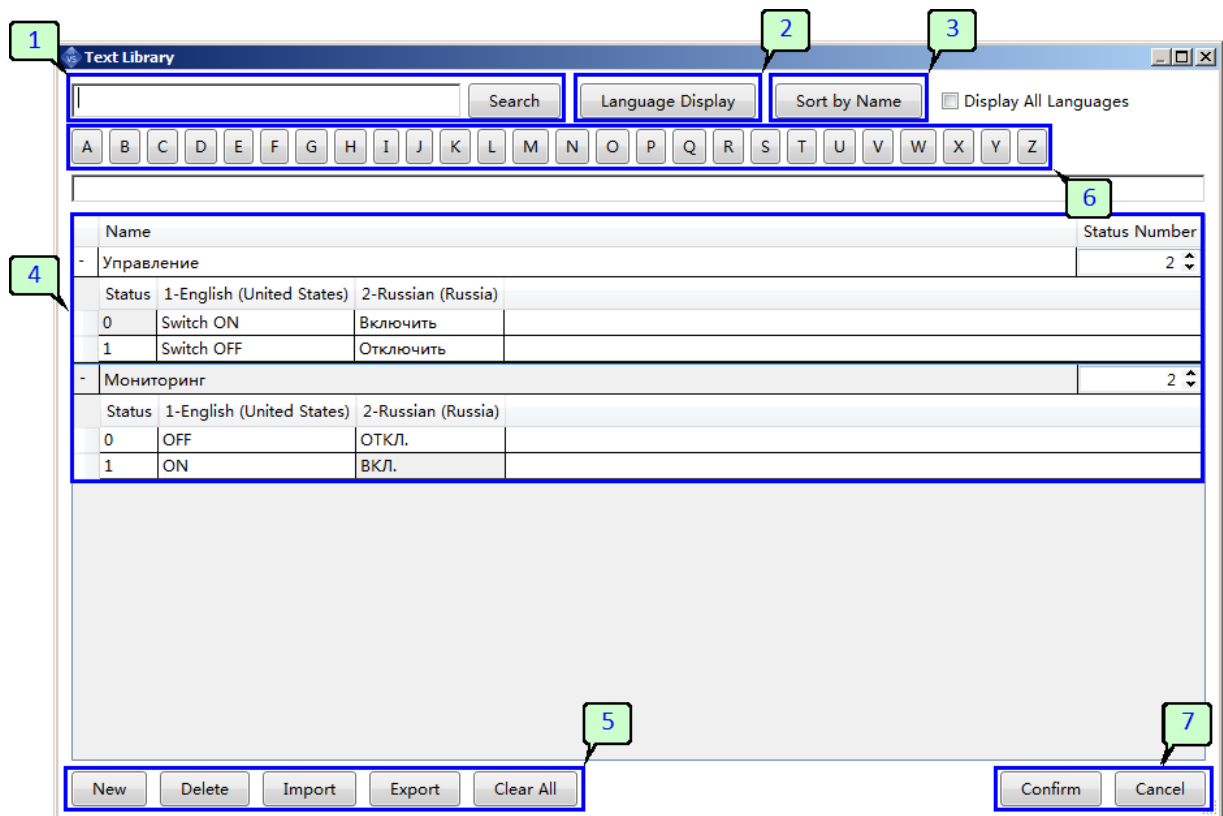 1
2
3
Text Library
Search
Language Display
Sort by Name
Display All Languages
A B C D E F G H I J K L M N O P Q R S T U V W X Y Z
6
Name Status Number
4
- Управление 2
Status 1-English (United States) 2-Russian (Russia)
0 Switch ON Включить
1 Switch OFF Отключить
- Мониторинг 2
Status 1-English (United States) 2-Russian (Russia)
0 OFF ОТКЛ.
1 ON ВКЛ.
5
7
New Delete Import Export Clear All Confirm Cancel